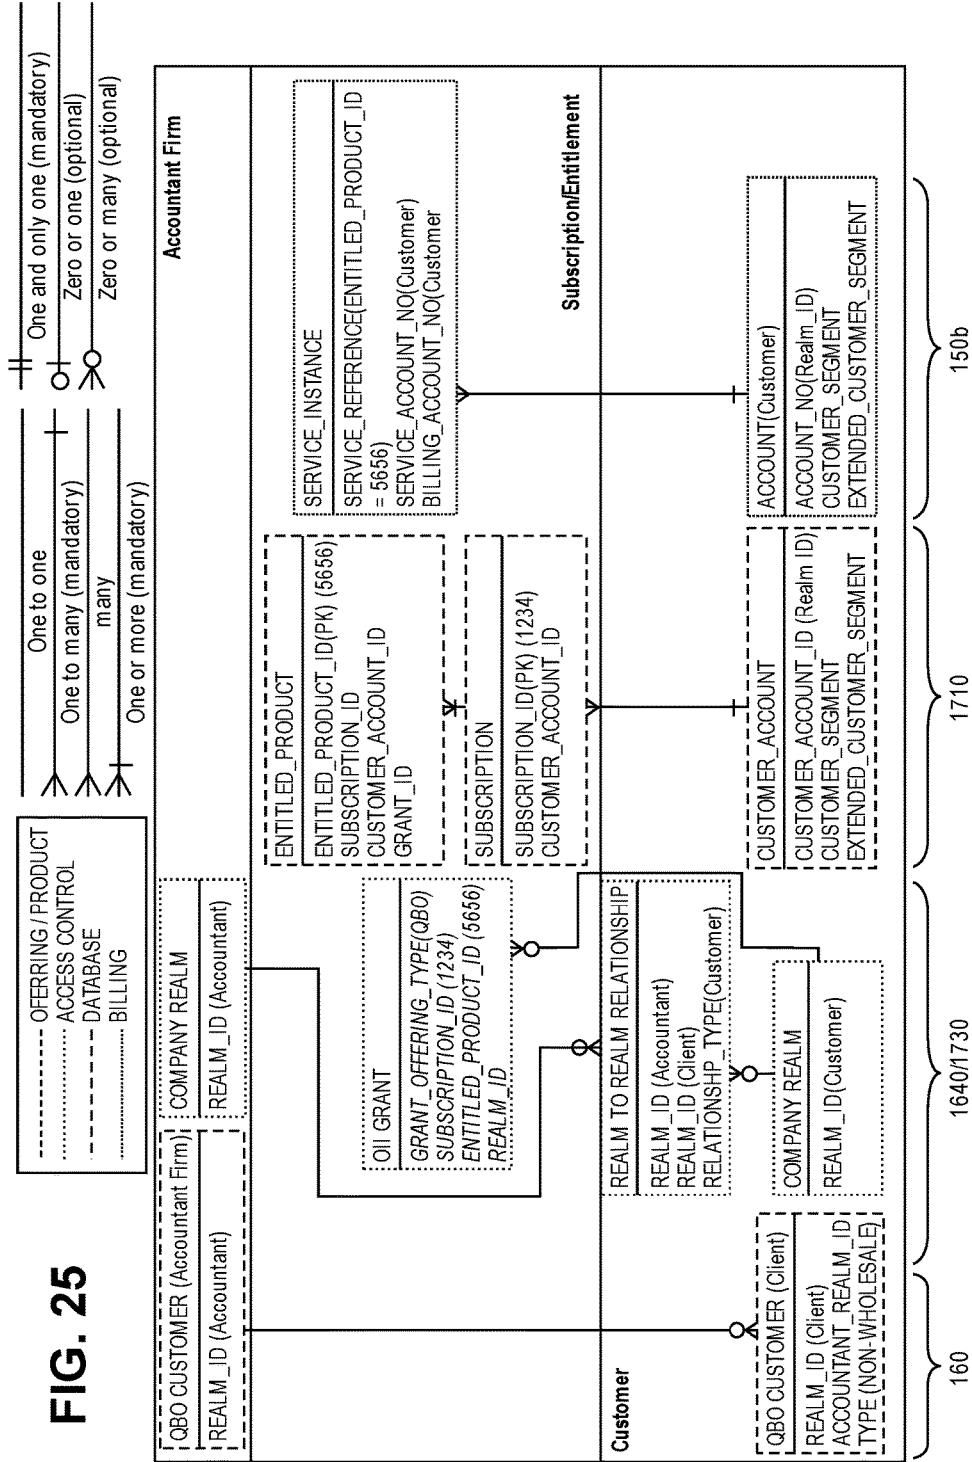 FIG. 25
OFERRING / PRODUCT
ACCESS CONTROL
DATABASE
BILLING
One to one
One to many (mandatory)
many
One or more (mandatory)
One and only one (mandatory)
Zero or one (optional)
Zero or many (optional)
Accountant Firm
QBO CUSTOMER (Accountant Firm)
REALM_ID (Accountant)
COMPANY REALM
REALM_ID (Accountant)
Subscription/Entitlement
OII GRANT
GRANT_OFFERING_TYPE(QBO)
SUBSCRIPTION_ID (1234)
ENTITLED_PRODUCT_ID (5656)
REALM_ID
ENTITLED_PRODUCT
ENTITLED_PRODUCT_ID(PK) (5656)
SUBSCRIPTION_ID
CUSTOMER_ACCOUNT_ID
GRANT_ID
SUBSCRIPTION
SUBSCRIPTION_ID(PK) (1234)
CUSTOMER_ACCOUNT_ID
SERVICE_INSTANCE
SERVICE_REFERENCE(ENTITLED_PRODUCT_ID
= 5656)
SERVICE_ACCOUNT_NO(Customer)
BILLING_ACCOUNT_NO(Customer
Customer
QBO CUSTOMER (Client)
REALM_ID (Client)
ACCOUNTANT_REALM_ID
TYPE (NON-WHOLESALE)
REALM TO REALM RELATIONSHIP
REALM_ID (Accountant)
REALM_ID (Client)
RELATIONSHP_TYPE(Customer)
COMPANY REALM
REALM_ID(Customer)
CUSTOMER_ACCOUNT
CUSTOMER_ACCOUNT_ID (Realm ID)
CUSTOMER_SEGMENT
EXTENDED_CUSTOMER_SEGMENT
ACCOUNT(Customer)
ACCOUNT_NO(Realm_ID)
CUSTOMER_SEGMENT
EXTENDED_CUSTOMER_SEGMENT
160
1640/1730
1710
150b